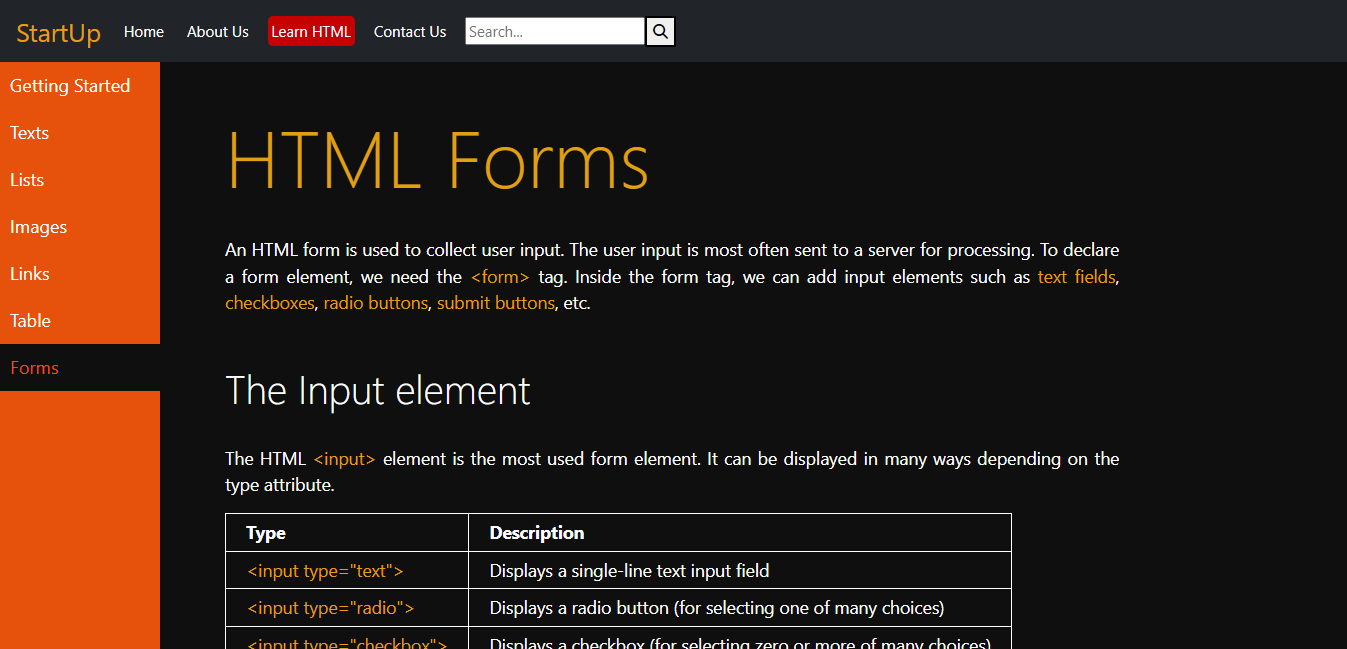 StartUp Home About Us Learn HTML Contact Us Search...
Getting Started
Texts
Lists
Images
Links
Table
Forms
HTML Forms
An HTML form is used to collect user input. The user input is most often sent to a server for processing. To declare
a form element, we need the <form> tag. Inside the form tag, we can add input elements such as text fields,
checkboxes, radio buttons, submit buttons, etc.
The Input element
The HTML <input> element is the most used form element. It can be displayed in many ways depending on the
type attribute.
Type Description
<input type="text"> Displays a single-line text input field
<input type="radio"> Displays a radio button (for selecting one of many choices)
<input type="checkbox"> Displays a checkbox (for selecting zero or more of many choices)